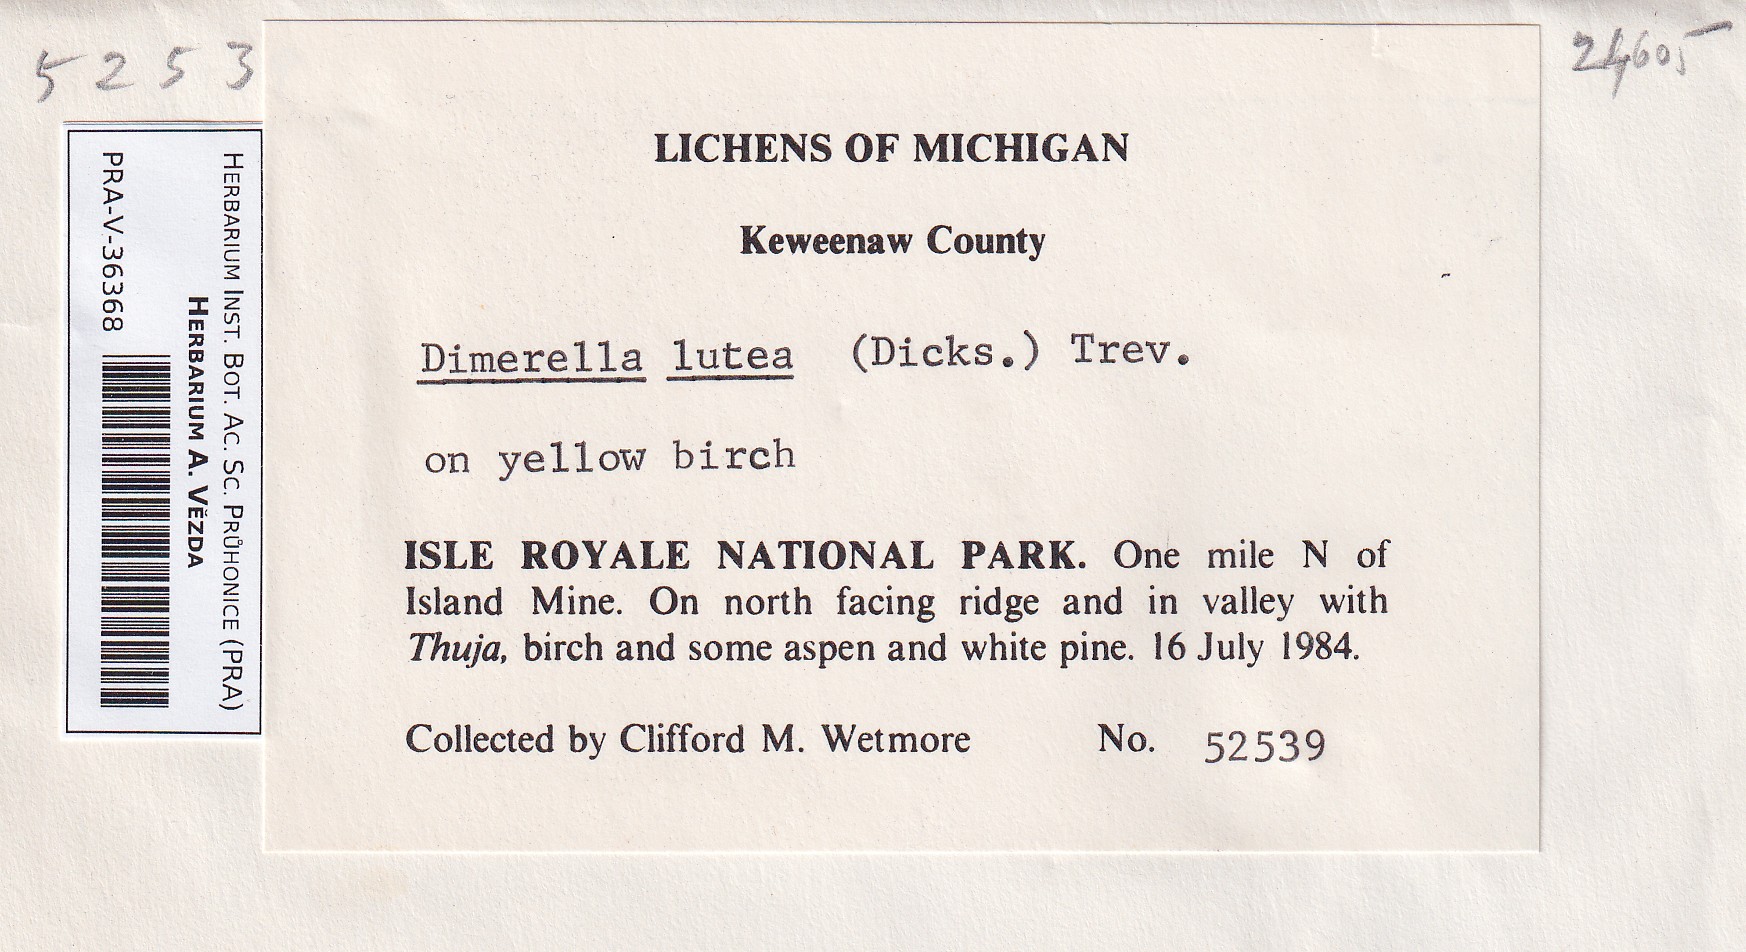 5253
24605
HERBARIUM INST. BOT. AC. SC. PRŮHONICE (PRA)
HERBARIUM A. VĚZDA
PRA-V-36368
LICHENS OF MICHIGAN
Keweenaw County
Dimerella lutea (Dicks.) Trev.
on yellow birch
ISLE ROYALE NATIONAL PARK. One mile N of
Island Mine. On north facing ridge and in valley with
Thuja, birch and some aspen and white pine. 16 July 1984.
Collected by Clifford M. Wetmore No. 52539